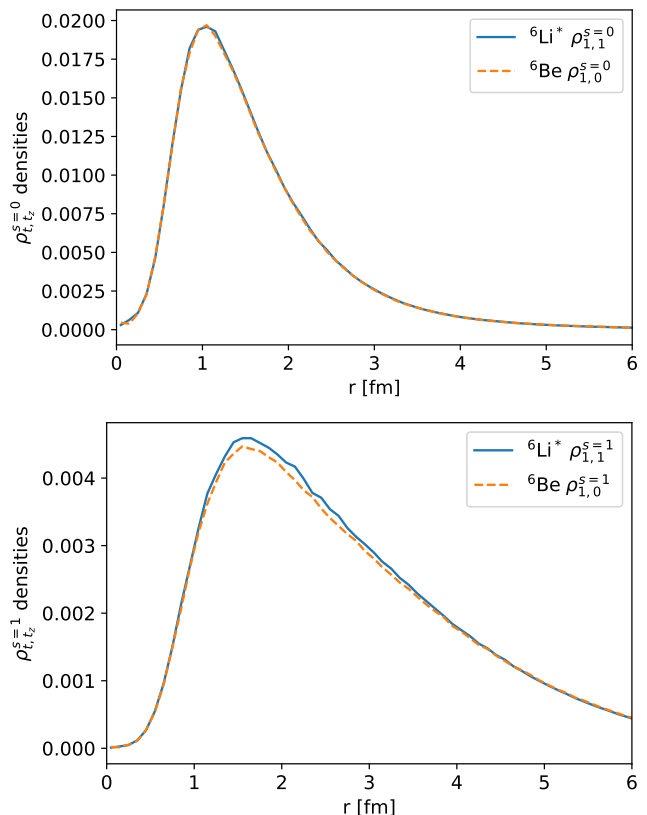 0.0200
0.0175
0.0150
0.0125
0.0100
0.0075
0.0050
0.0025
0.0000
ρ^{s=0}_{t,t_z} densities
⁶Li* ρ^{s=0}_{1,1}
⁶Be ρ^{s=0}_{1,0}
0 1 2 3 4 5 6
r [fm]
0.004
0.003
0.002
0.001
0.000
ρ^{s=1}_{t,t_z} densities
⁶Li* ρ^{s=1}_{1,1}
⁶Be ρ^{s=1}_{1,0}
0 1 2 3 4 5 6
r [fm]